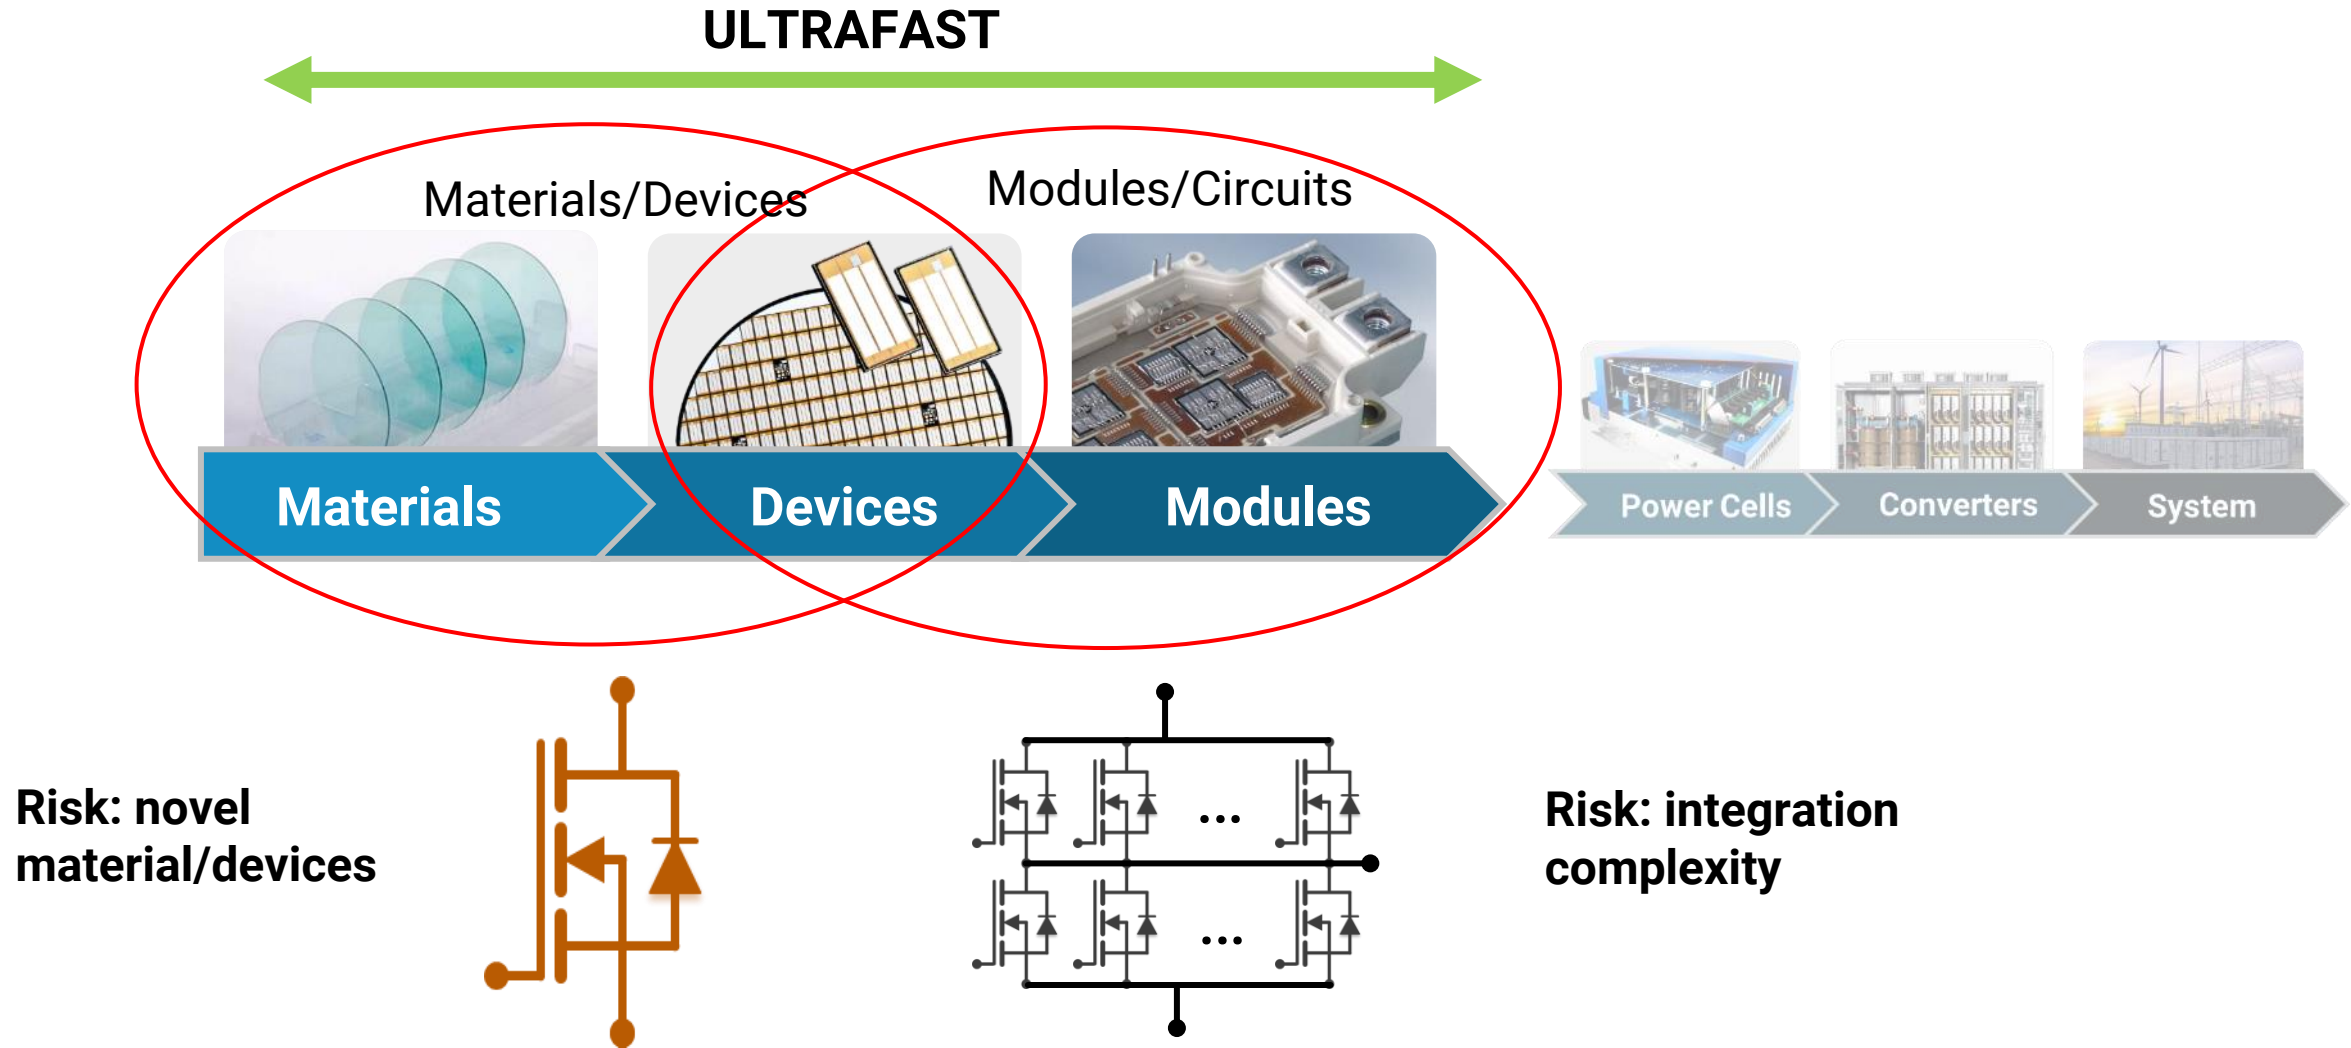 ULTRAFAST
Materials/Devices
Modules/Circuits
Materials
Devices
Modules
Power Cells
Converters
System
Risk: novel
material/devices
...
...
Risk: integration
complexity